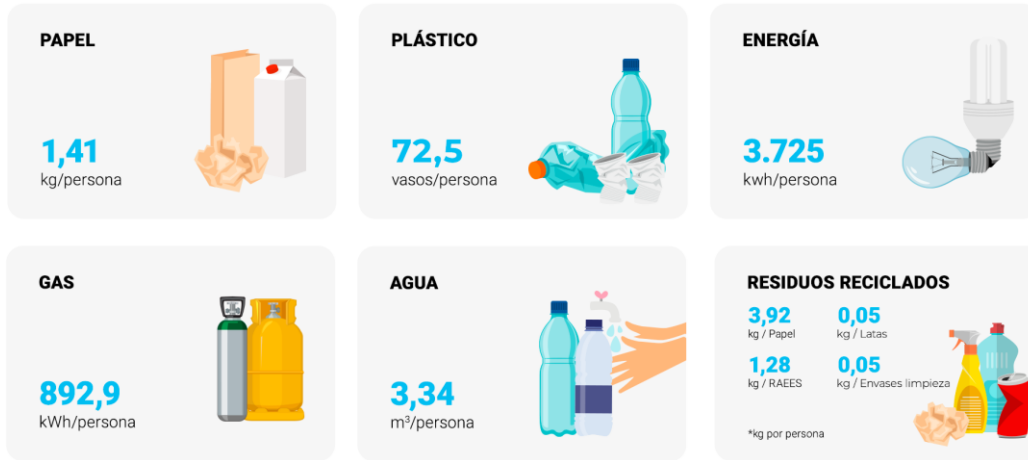 PAPEL
1,41
kg/persona
PLÁSTICO
72,5
vasos/persona
ENERGÍA
3.725
kwh/persona
GAS
892,9
kWh/persona
AGUA
3,34
m³/persona
RESIDUOS RECICLADOS
3,92
kg / Papel
0,05
kg / Latas
1,28
kg / RAEES
0,05
kg / Envases limpieza
*kg por persona